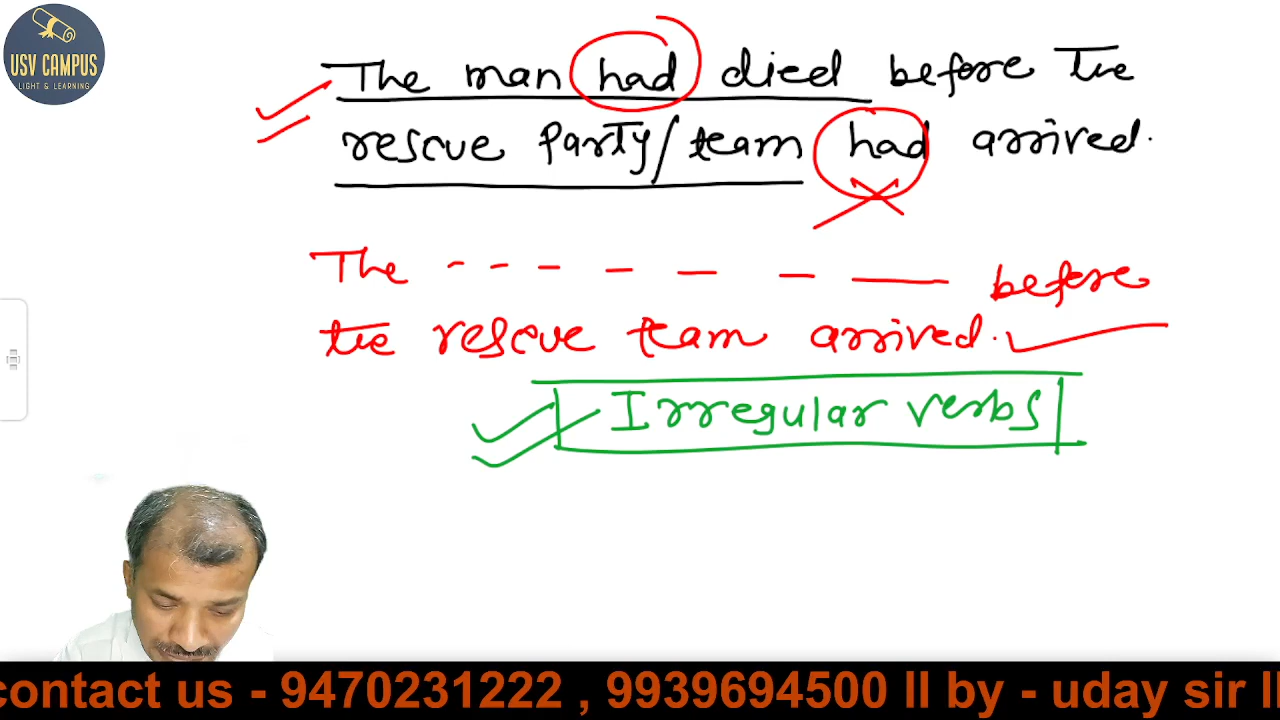 USV CAMPUS
LIGHT & LEARNING
The man had died before the
rescue party/team had arrived.
The - - - - - - - before
the rescue team arrived.
Irregular verbs
contact us - 9470231222 , 9939694500 ll by - uday sir ll